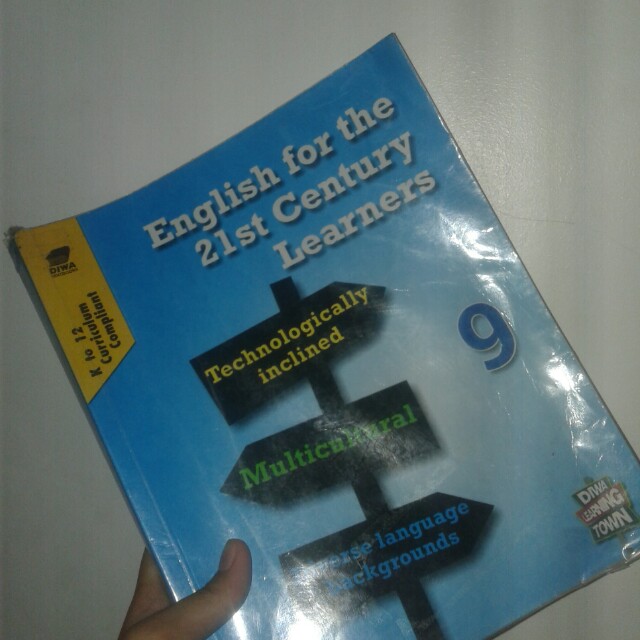 DIWA
K to 12
Curriculum
Compliant
English for the
21st Century
Learners
9
Technologically
inclined
Multicultural
language
backgrounds
DIWA
LEARNING
TOWN